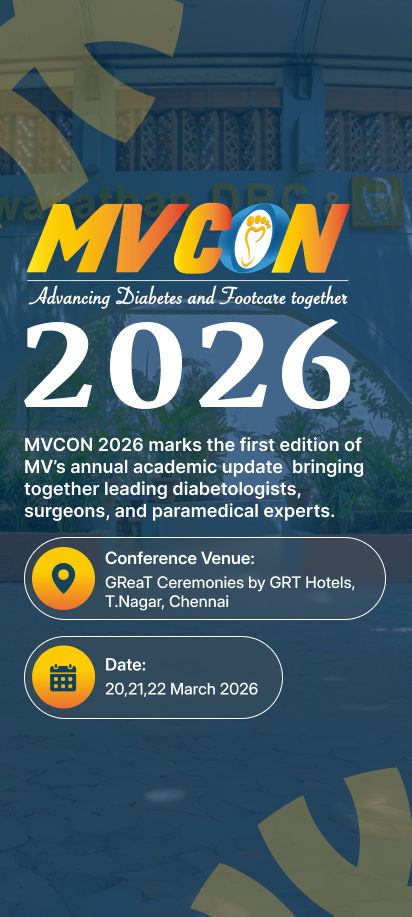 MVCON
Advancing Diabetes and Footcare together
2026
MVCON 2026 marks the first edition of
MV's annual academic update bringing
together leading diabetologists,
surgeons, and paramedical experts.
Conference Venue:
GReaT Ceremonies by GRT Hotels,
T.Nagar, Chennai
Date:
20,21,22 March 2026